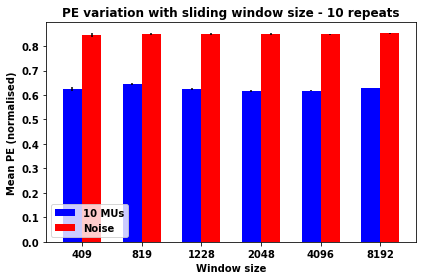 PE variation with sliding window size - 10 repeats
Mean PE (normalised)
0.8
0.7
0.6
0.5
0.4
0.3
0.2
0.1
0.0
10 MUs
Noise
409 819 1228 2048 4096 8192
Window size